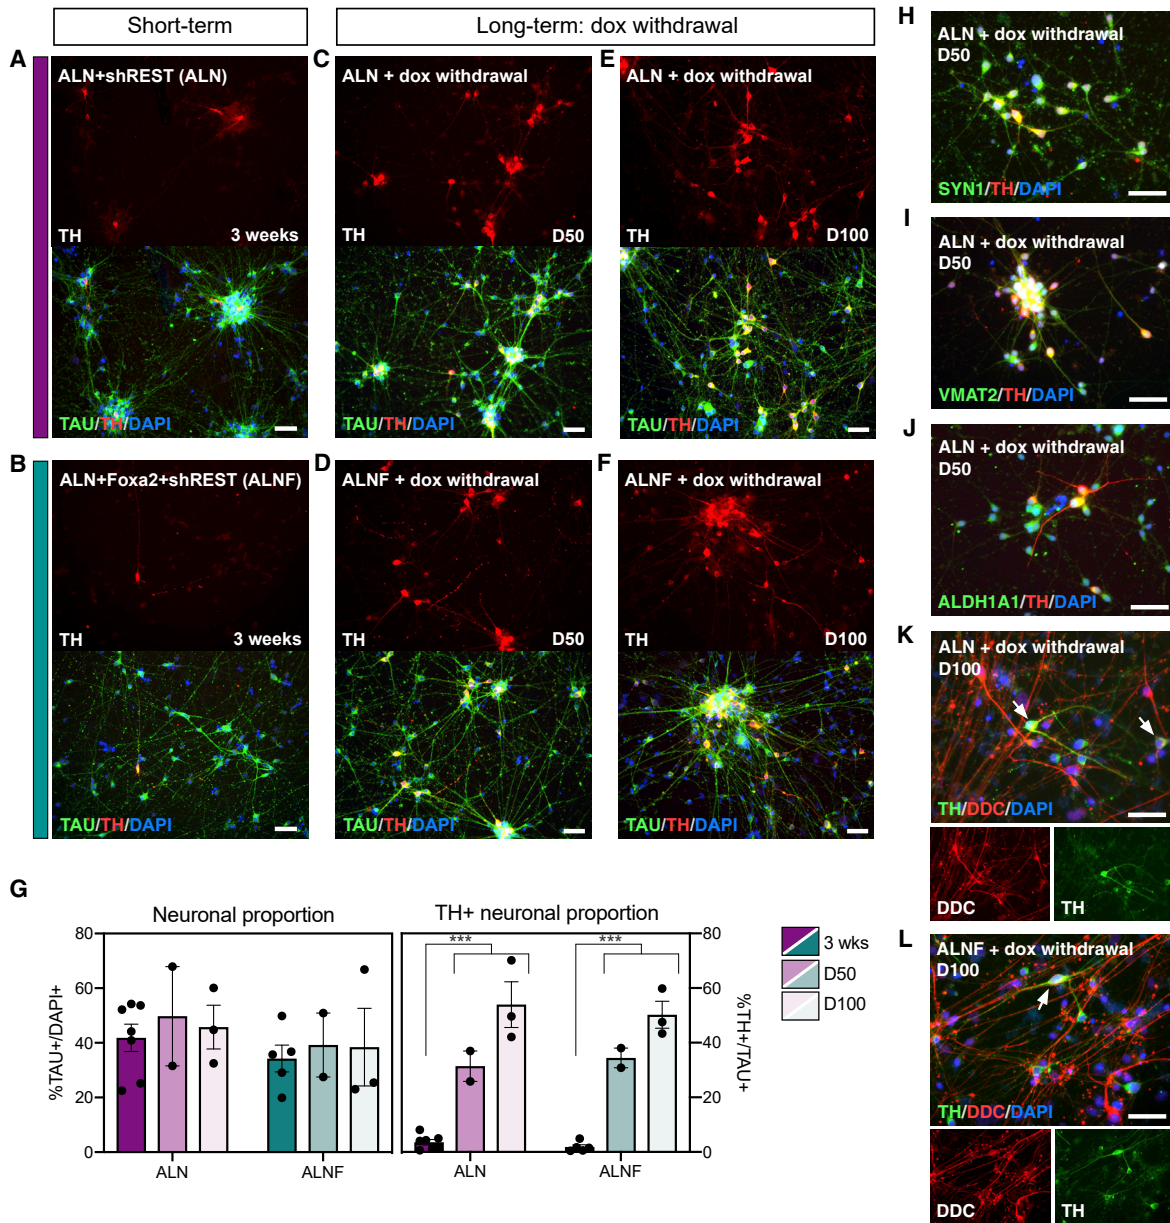 Short-term
Long-term: dox withdrawal
A
ALN+shREST (ALN)
TH
3 weeks
TAU/TH/DAPI
C
ALN + dox withdrawal
TH
D50
TAU/TH/DAPI
E
ALN + dox withdrawal
TH
D100
TAU/TH/DAPI
B
ALN+Foxa2+shREST (ALNF)
TH
3 weeks
TAU/TH/DAPI
D
ALNF + dox withdrawal
TH
D50
TAU/TH/DAPI
F
ALNF + dox withdrawal
TH
D100
TAU/TH/DAPI
G
Neuronal proportion
%TAU+/DAPI+
80
60
40
20
0
ALN
ALNF
TH+ neuronal proportion
***
***
80
60
40
20
0
%TH+/TAU+
ALN
ALNF
3 wks
D50
D100
H
ALN + dox withdrawal
D50
SYN1/TH/DAPI
I
ALN + dox withdrawal
D50
VMAT2/TH/DAPI
J
ALN + dox withdrawal
D50
ALDH1A1/TH/DAPI
K
ALN + dox withdrawal
D100
TH/DDC/DAPI
DDC
TH
L
ALNF + dox withdrawal
D100
TH/DDC/DAPI
DDC
TH